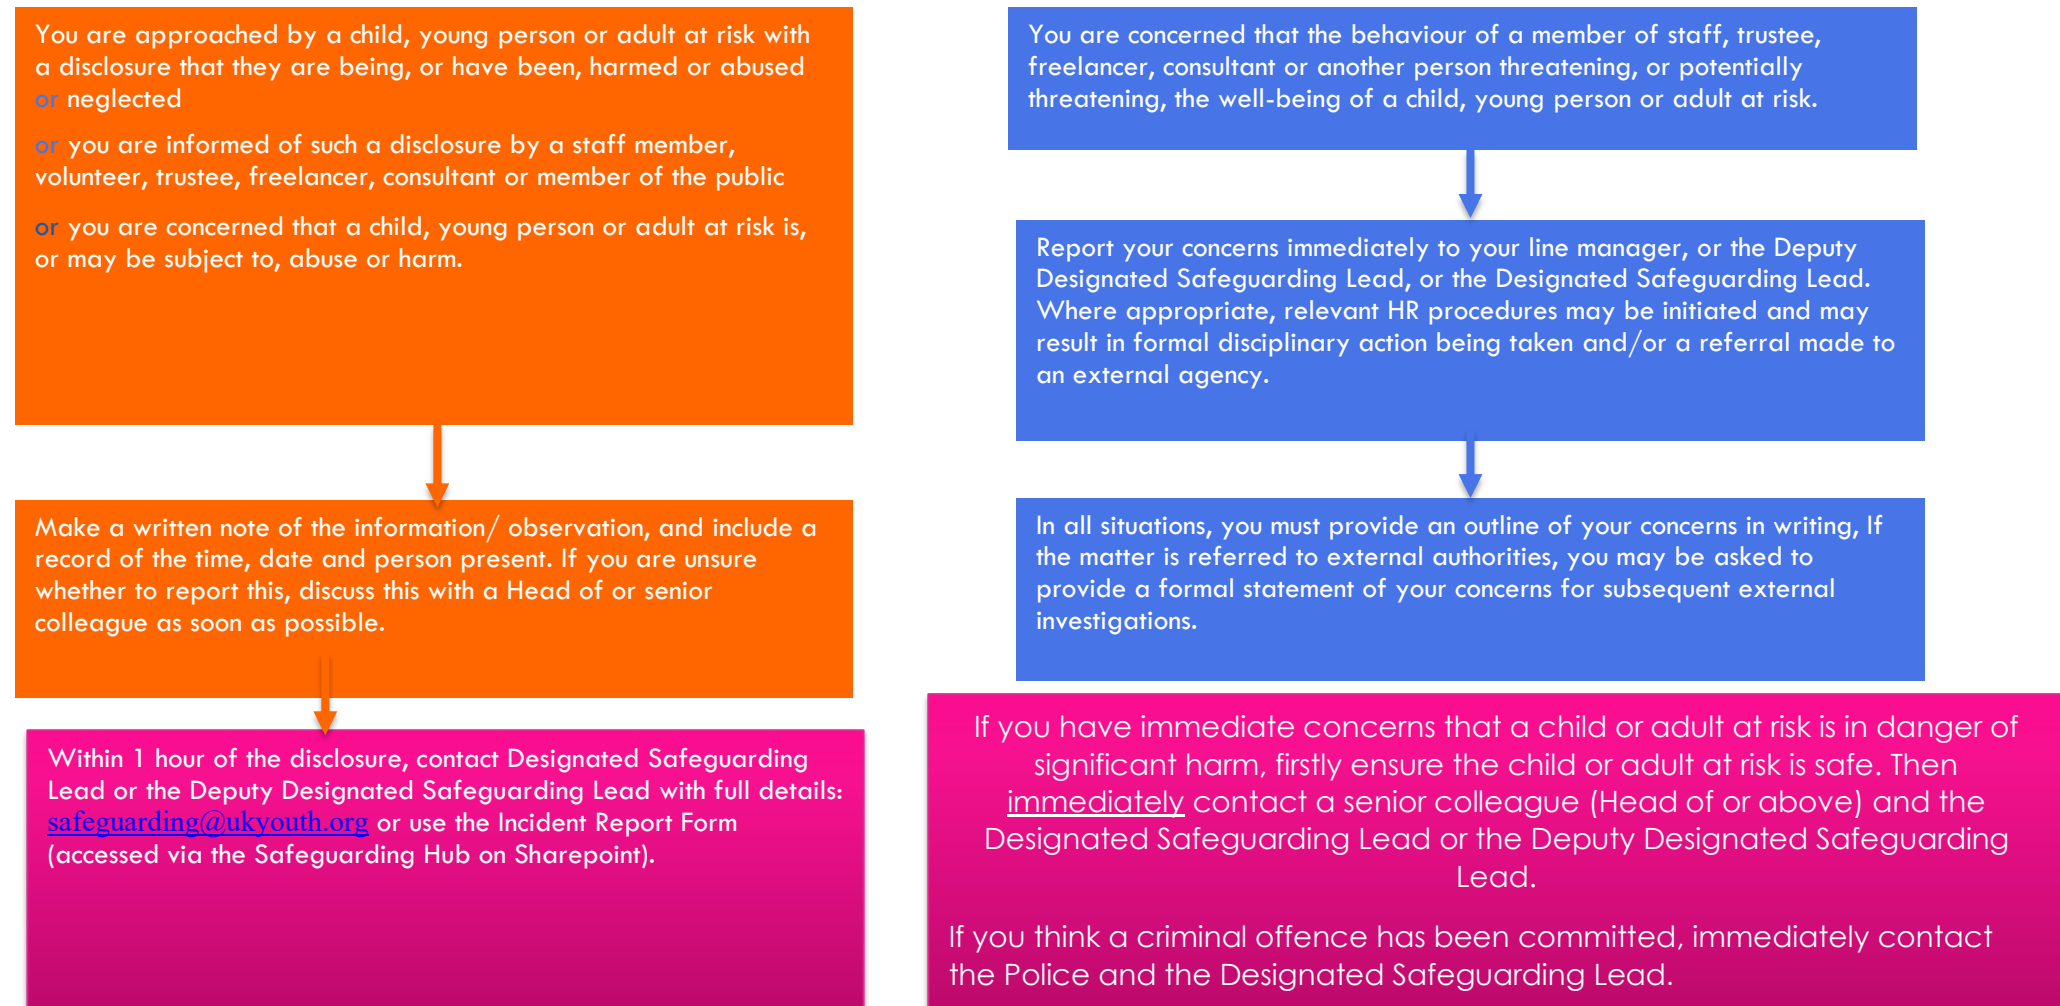 You are approached by a child, young person or adult at risk with
a disclosure that they are being, or have been, harmed or abused
or neglected
or you are informed of such a disclosure by a staff member,
volunteer, trustee, freelancer, consultant or member of the public
or you are concerned that a child, young person or adult at risk is,
or may be subject to, abuse or harm.
Make a written note of the information/ observation, and include a
record of the time, date and person present. If you are unsure
whether to report this, discuss this with a Head of or senior
colleague as soon as possible.
Within 1 hour of the disclosure, contact Designated Safeguarding
Lead or the Deputy Designated Safeguarding Lead with full details:
safeguarding@ukyouth.org or use the Incident Report Form
(accessed via the Safeguarding Hub on Sharepoint).
You are concerned that the behaviour of a member of staff, trustee,
freelancer, consultant or another person threatening, or potentially
threatening, the well-being of a child, young person or adult at risk.
Report your concerns immediately to your line manager, or the Deputy
Designated Safeguarding Lead, or the Designated Safeguarding Lead.
Where appropriate, relevant HR procedures may be initiated and may
result in formal disciplinary action being taken and/or a referral made to
an external agency.
In all situations, you must provide an outline of your concerns in writing, If
the matter is referred to external authorities, you may be asked to
provide a formal statement of your concerns for subsequent external
investigations.
If you have immediate concerns that a child or adult at risk is in danger of
significant harm, firstly ensure the child or adult at risk is safe. Then
immediately contact a senior colleague (Head of or above) and the
Designated Safeguarding Lead or the Deputy Designated Safeguarding
Lead.
If you think a criminal offence has been committed, immediately contact
the Police and the Designated Safeguarding Lead.